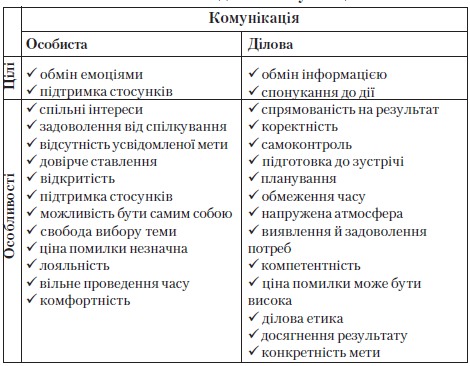 Комунікація
Особиста
Ділова
Цілі
✓ обмін емоціями
✓ підтримка стосунків
✓ обмін інформацією
✓ спонукання до дії
Особливості
✓ спільні інтереси
✓ задоволення від спілкування
✓ відсутність усвідомленої мети
✓ довірче ставлення
✓ відкритість
✓ підтримка стосунків
✓ можливість бути самим собою
✓ свобода вибору теми
✓ ціна помилки незначна
✓ лояльність
✓ вільне проведення часу
✓ комфортність
✓ спрямованість на результат
✓ коректність
✓ самоконтроль
✓ підготовка до зустрічі
✓ планування
✓ обмеження часу
✓ напружена атмосфера
✓ виявлення й задоволення
потреб
✓ компетентність
✓ ціна помилки може бути
висока
✓ ділова етика
✓ досягнення результату
✓ конкретність мети